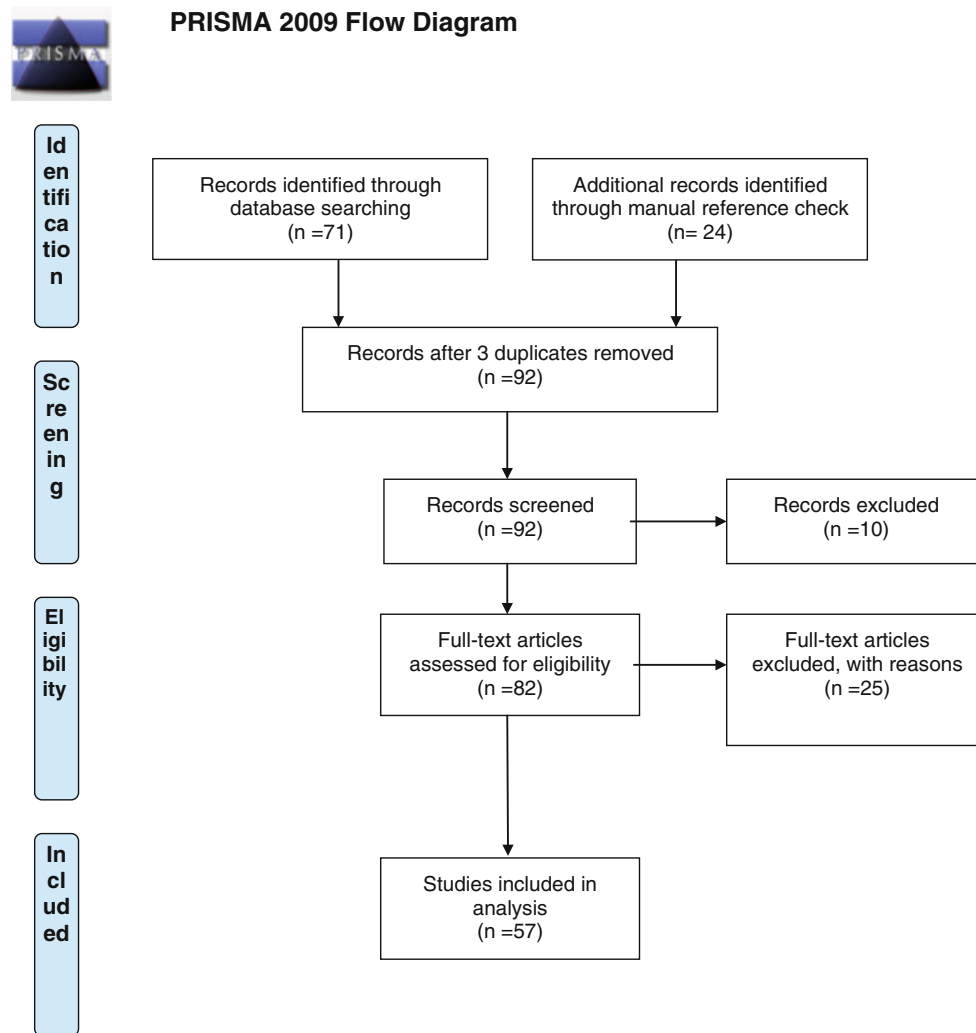 PRISMA 2009 Flow Diagram
PRISMA
Id
en
tifi
ca
tio
n
Records identified through
database searching
(n =71)
Additional records identified
through manual reference check
(n= 24)
Records after 3 duplicates removed
(n =92)
Sc
re
en
in
g
Records screened
(n =92)
Records excluded
(n =10)
El
igi
bil
ity
Full-text articles
assessed for eligibility
(n =82)
Full-text articles
excluded, with reasons
(n =25)
In
cl
ud
ed
Studies included in
analysis
(n =57)